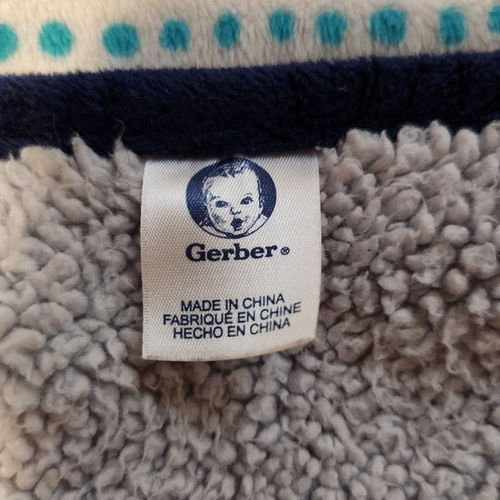 Gerber®
MADE IN CHINA
FABRIQUÉ EN CHINE
HECHO EN CHINA